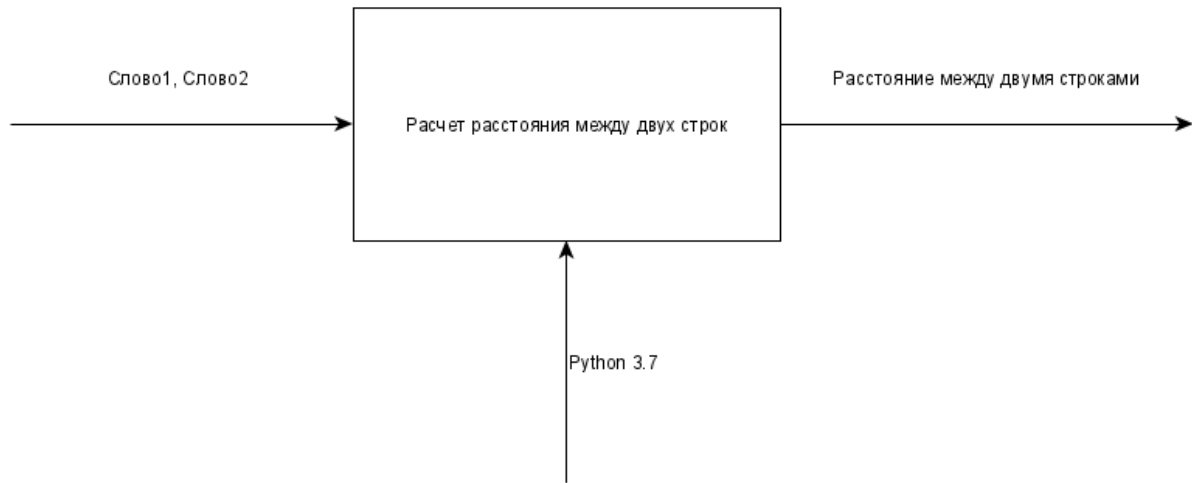 Слово1, Слово2
Расчет расстояния между двух строк
Расстояние между двумя строками
Python 3.7